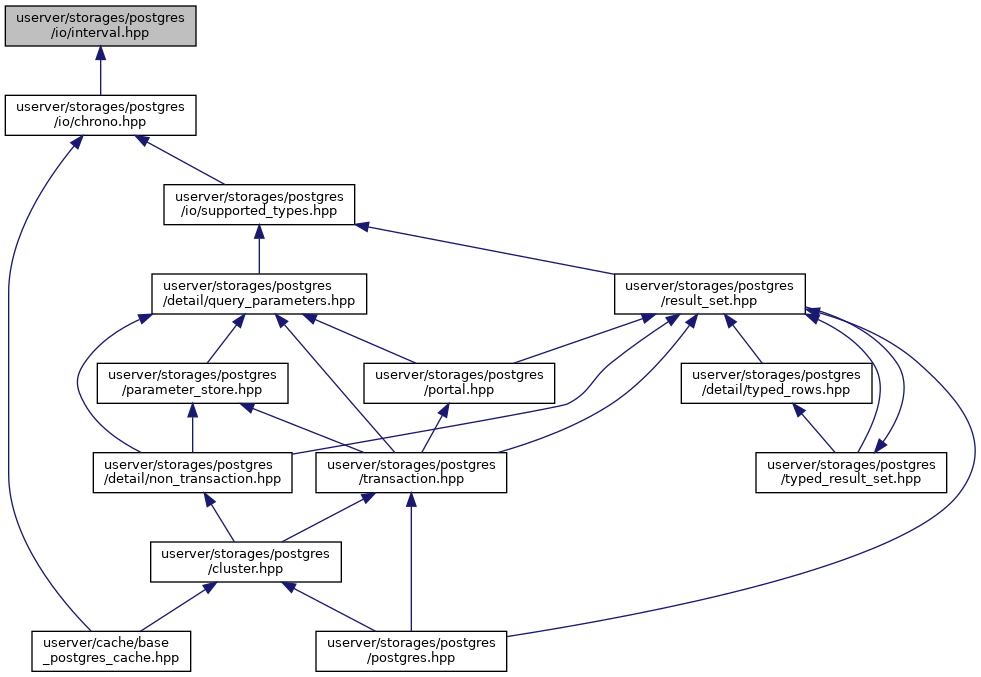 userver/storages/postgres
/io/interval.hpp
userver/storages/postgres
/io/chrono.hpp
userver/storages/postgres
/io/supported_types.hpp
userver/storages/postgres
/detail/query_parameters.hpp
userver/storages/postgres
/result_set.hpp
userver/storages/postgres
/parameter_store.hpp
userver/storages/postgres
/portal.hpp
userver/storages/postgres
/detail/typed_rows.hpp
userver/storages/postgres
/detail/non_transaction.hpp
userver/storages/postgres
/transaction.hpp
userver/storages/postgres
/typed_result_set.hpp
userver/storages/postgres
/cluster.hpp
userver/cache/base
_postgres_cache.hpp
userver/storages/postgres
/postgres.hpp